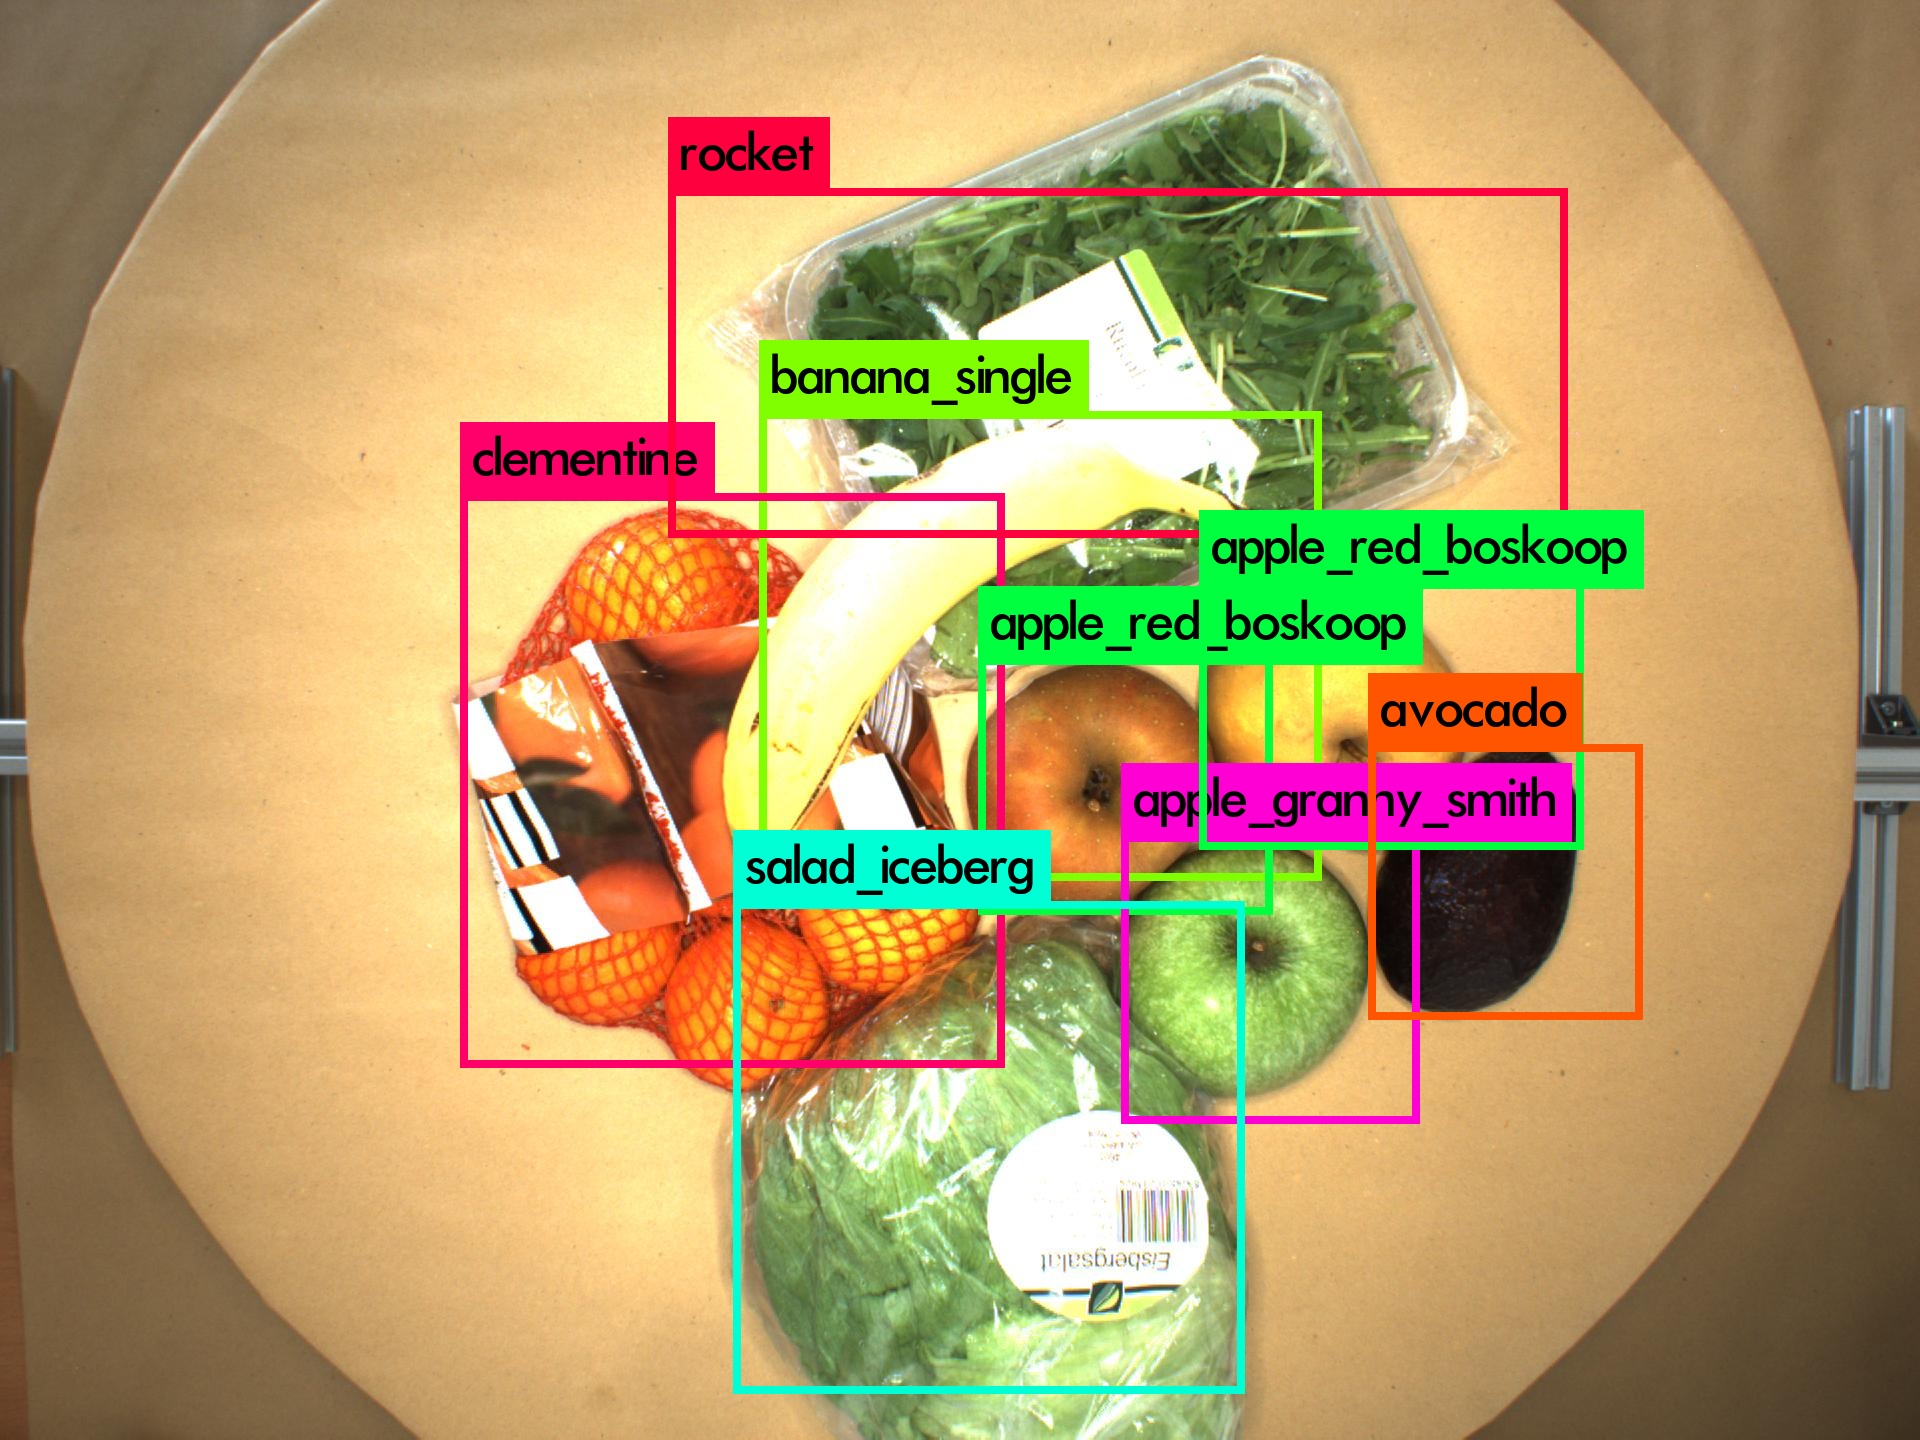 rocket
banana_single
clementine
apple_red_boskoop
apple_red_boskoop
avocado
apple_granny_smith
salad_iceberg
Eisbergsalat